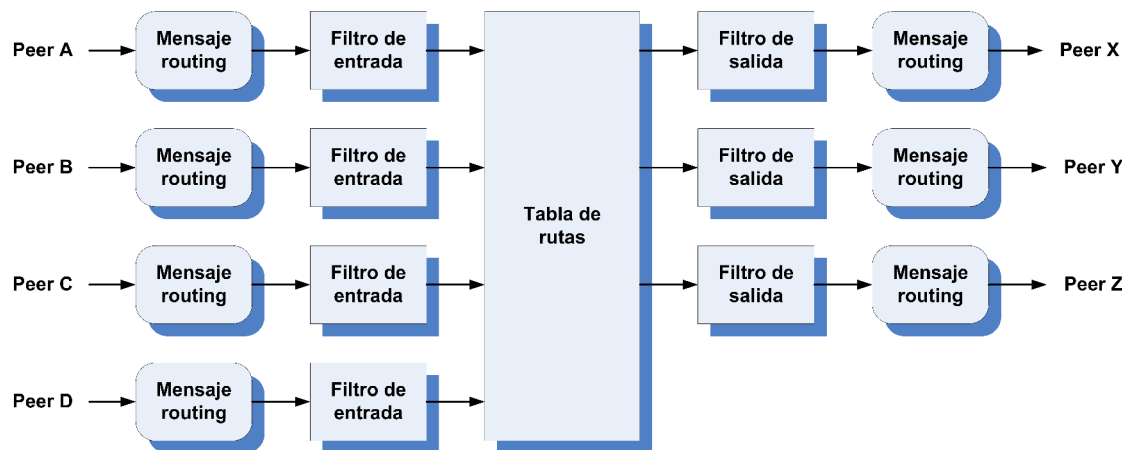 Peer A
Mensaje
routing
Filtro de
entrada
Filtro de
salida
Mensaje
routing
Peer X
Peer B
Mensaje
routing
Filtro de
entrada
Tabla de
rutas
Filtro de
salida
Mensaje
routing
Peer Y
Peer C
Mensaje
routing
Filtro de
entrada
Filtro de
salida
Mensaje
routing
Peer Z
Peer D
Mensaje
routing
Filtro de
entrada